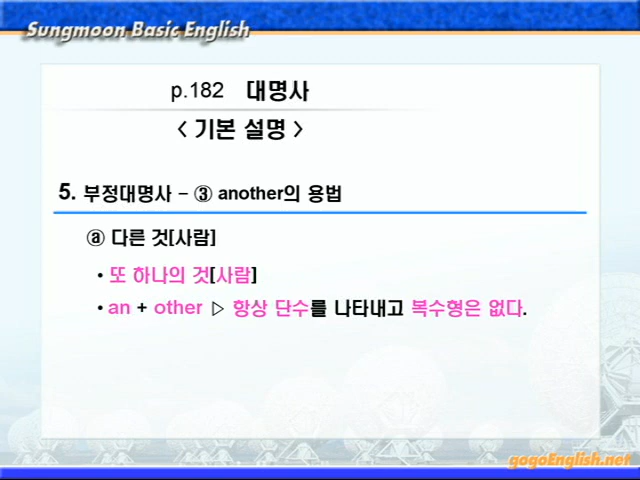 Sungmoon Basic English
p.182 대명사
< 기본 설명 >
5. 부정대명사 – ③ another의 용법
ⓐ 다른 것[사람]
• 또 하나의 것[사람]
• an + other ▷ 항상 단수를 나타내고 복수형은 없다.
gogoEnglish.net